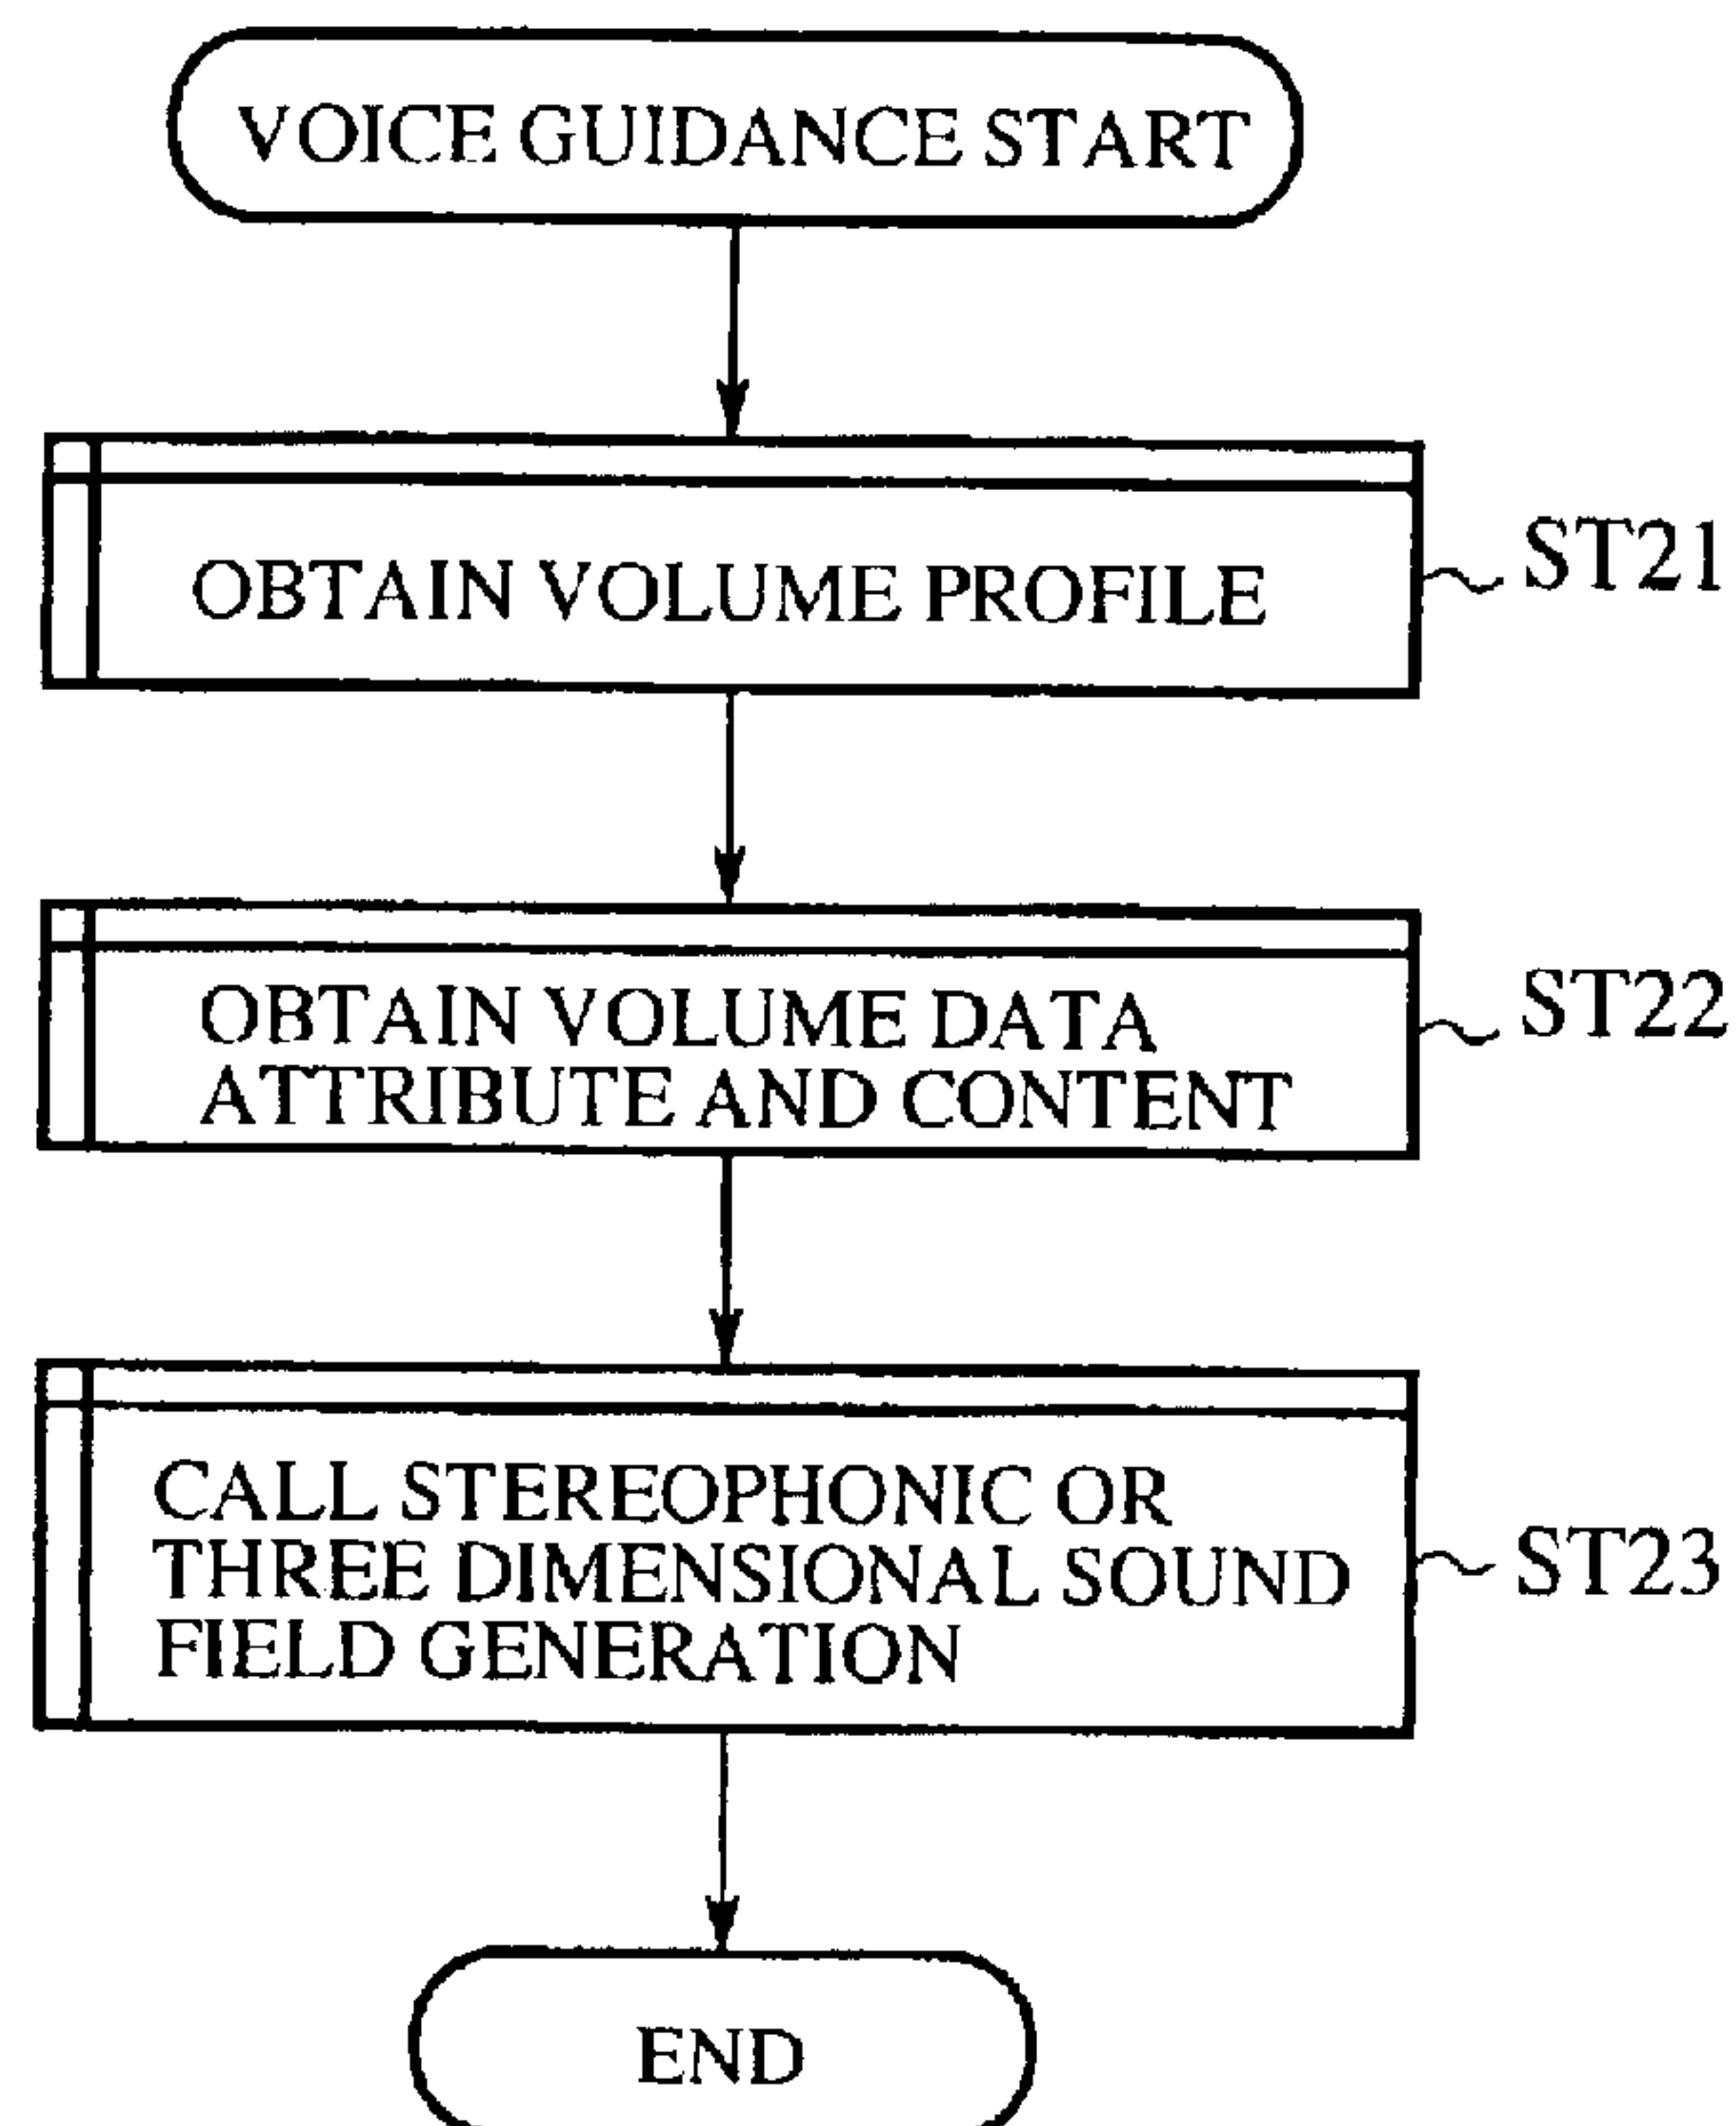 VOICE GUIDANCE START
OBTAIN VOLUME PROFILE
ST21
OBTAIN VOLUME DATA
ATTRIBUTE AND CONTENT
ST22
CALL STEREOPHONIC OR
THREE DIMENSIONAL SOUND
FIELD GENERATION
ST23
END